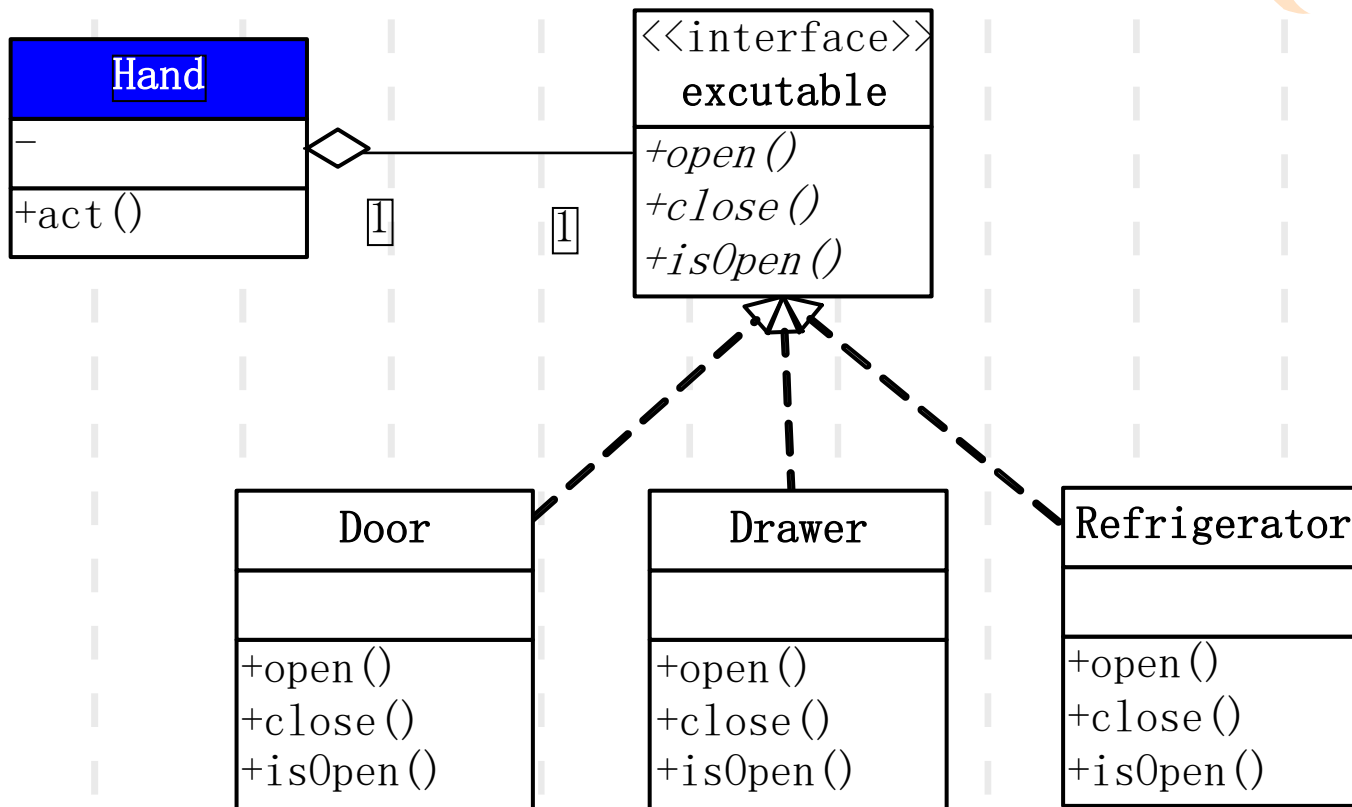 Hand
-
+act()
1
1
<<interface>>
excutable
+open()
+close()
+isOpen()
Door
+open()
+close()
+isOpen()
Drawer
+open()
+close()
+isOpen()
Refrigerator
+open()
+close()
+isOpen()